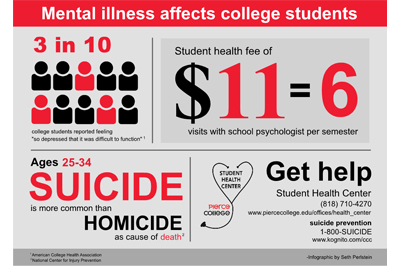 Mental illness affects college students
3 in 10
college students reported feeling
"so depressed that it was difficult to function" 1
Student health fee of
$11=6
visits with school psychologist per semester
Ages 25-34
SUICIDE
is more common than
HOMICIDE
as cause of death2
STUDENT
HEALTH
CENTER
PIERCE
COLLEGE
Get help
Student Health Center
(818) 710-4270
www.piercecollege.edu/offices/health_center
suicide prevention
1-800-SUICIDE
www.kognito.com/ccc
1American College Health Association
2National Center for Injury Prevention
-Infographic by Seth Perlstein